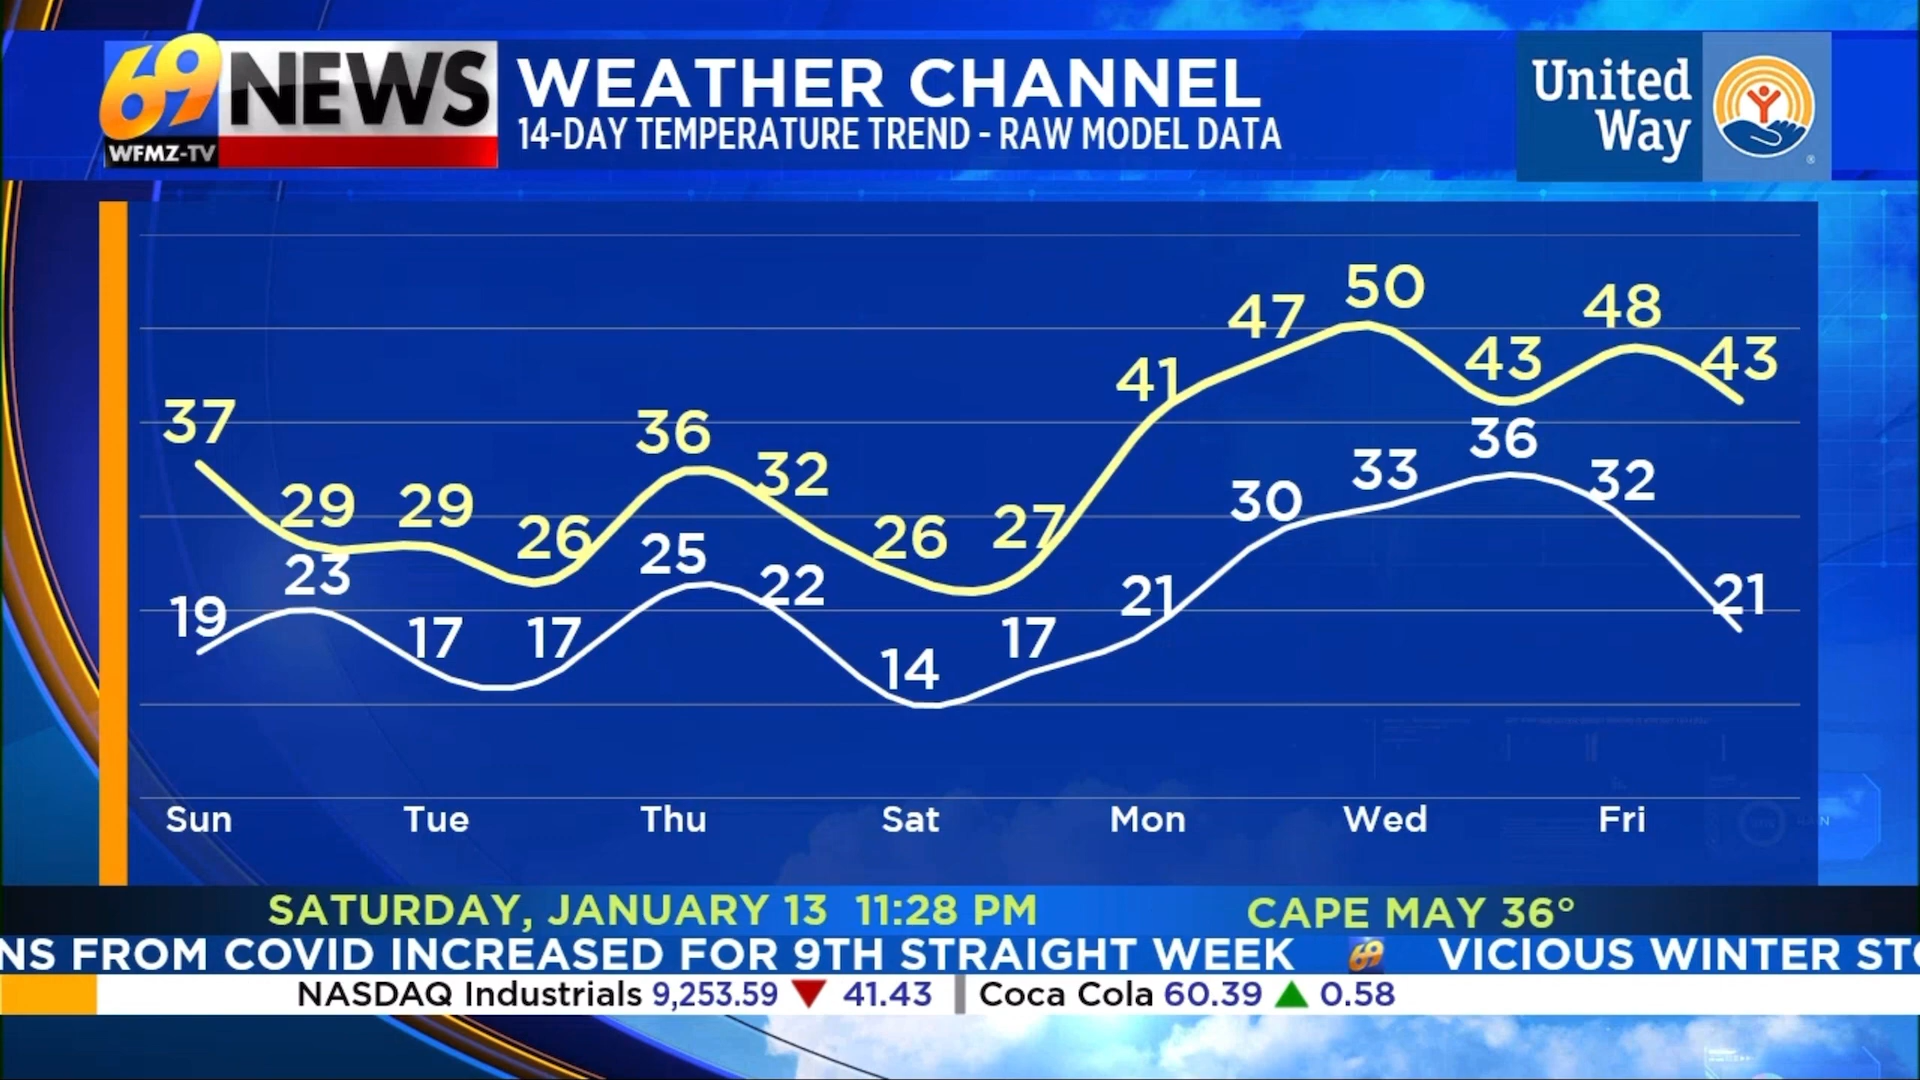 69 NEWS
WFMZ-TV
WEATHER CHANNEL
14-DAY TEMPERATURE TREND - RAW MODEL DATA
United
Way
®
37 29 29 26 36 32 26 27 41 47 50 43 48 43
19 23 17 17 25 22 14 17 21 30 33 36 32 21
Sun Tue Thu Sat Mon Wed Fri
SATURDAY, JANUARY 13 11:28 PM CAPE MAY 36°
NS FROM COVID INCREASED FOR 9TH STRAIGHT WEEK 69 VICIOUS WINTER
NASDAQ Industrials 9,253.59 ▼ 41.43 | Coca Cola 60.39 ▲ 0.58